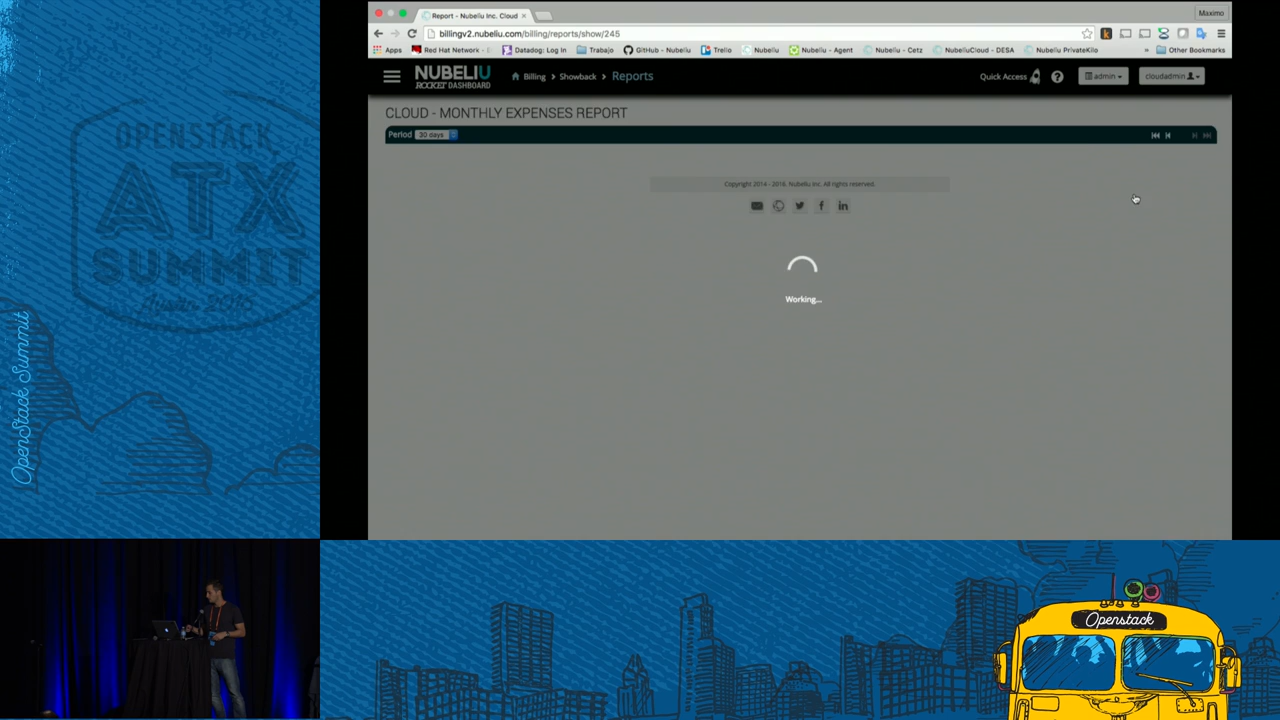 OPENSTACK
ATX
SUMMIT
Austin 2016
OpenStack Summit
Report - Nubeliu Inc. Cloud
Maximo
billingv2.nubeliu.com/billing/reports/show/245
Apps
Red Hat Network -
Datadog: Log In
Trabajo
GitHub - Nubeliu
Trello
Nubeliu
Nubeliu - Agent
Nubeliu - Cetz
NubeliuCloud - DESA
Nubeliu PrivateKilo
»
Other Bookmarks
NUBELIU
ROCKET DASHBOARD
Billing > Showback > Reports
Quick Access
?
admin
cloudadmin
CLOUD - MONTHLY EXPENSES REPORT
Period 30 days
Copyright 2014 - 2016. Nubeliu Inc. All rights reserved.
Working...
Openstack